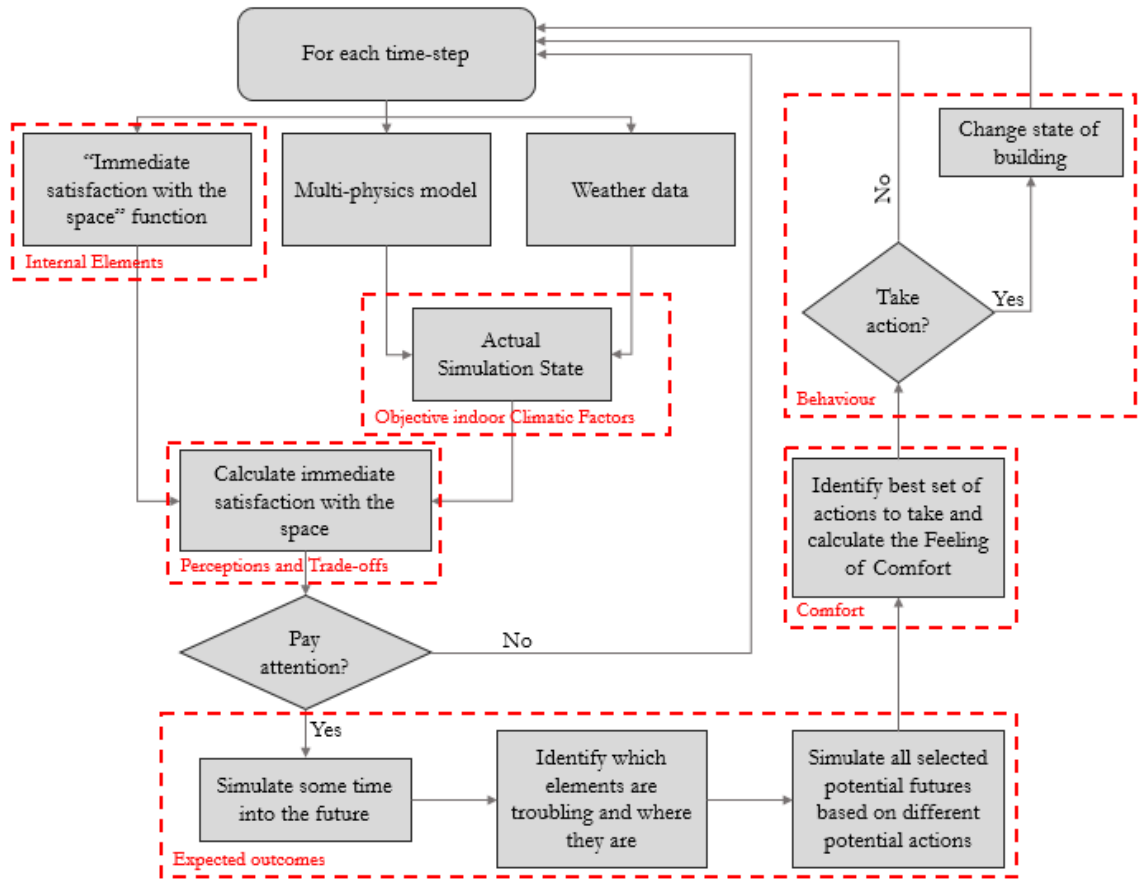 For each time-step
“Immediate
satisfaction with the
space” function
Internal Elements
Multi-physics model
Weather data
Actual
Simulation State
Objective indoor Climatic Factors
Calculate immediate
satisfaction with the
space
Perceptions and Trade-offs
Pay
attention?
No
Yes
Simulate some time
into the future
Identify which
elements are
troubling and where
they are
Simulate all selected
potential futures
based on different
potential actions
Expected outcomes
Identify best set of
actions to take and
calculate the Feeling
of Comfort
Comfort
Take
action?
No
Yes
Change state of
building
Behaviour